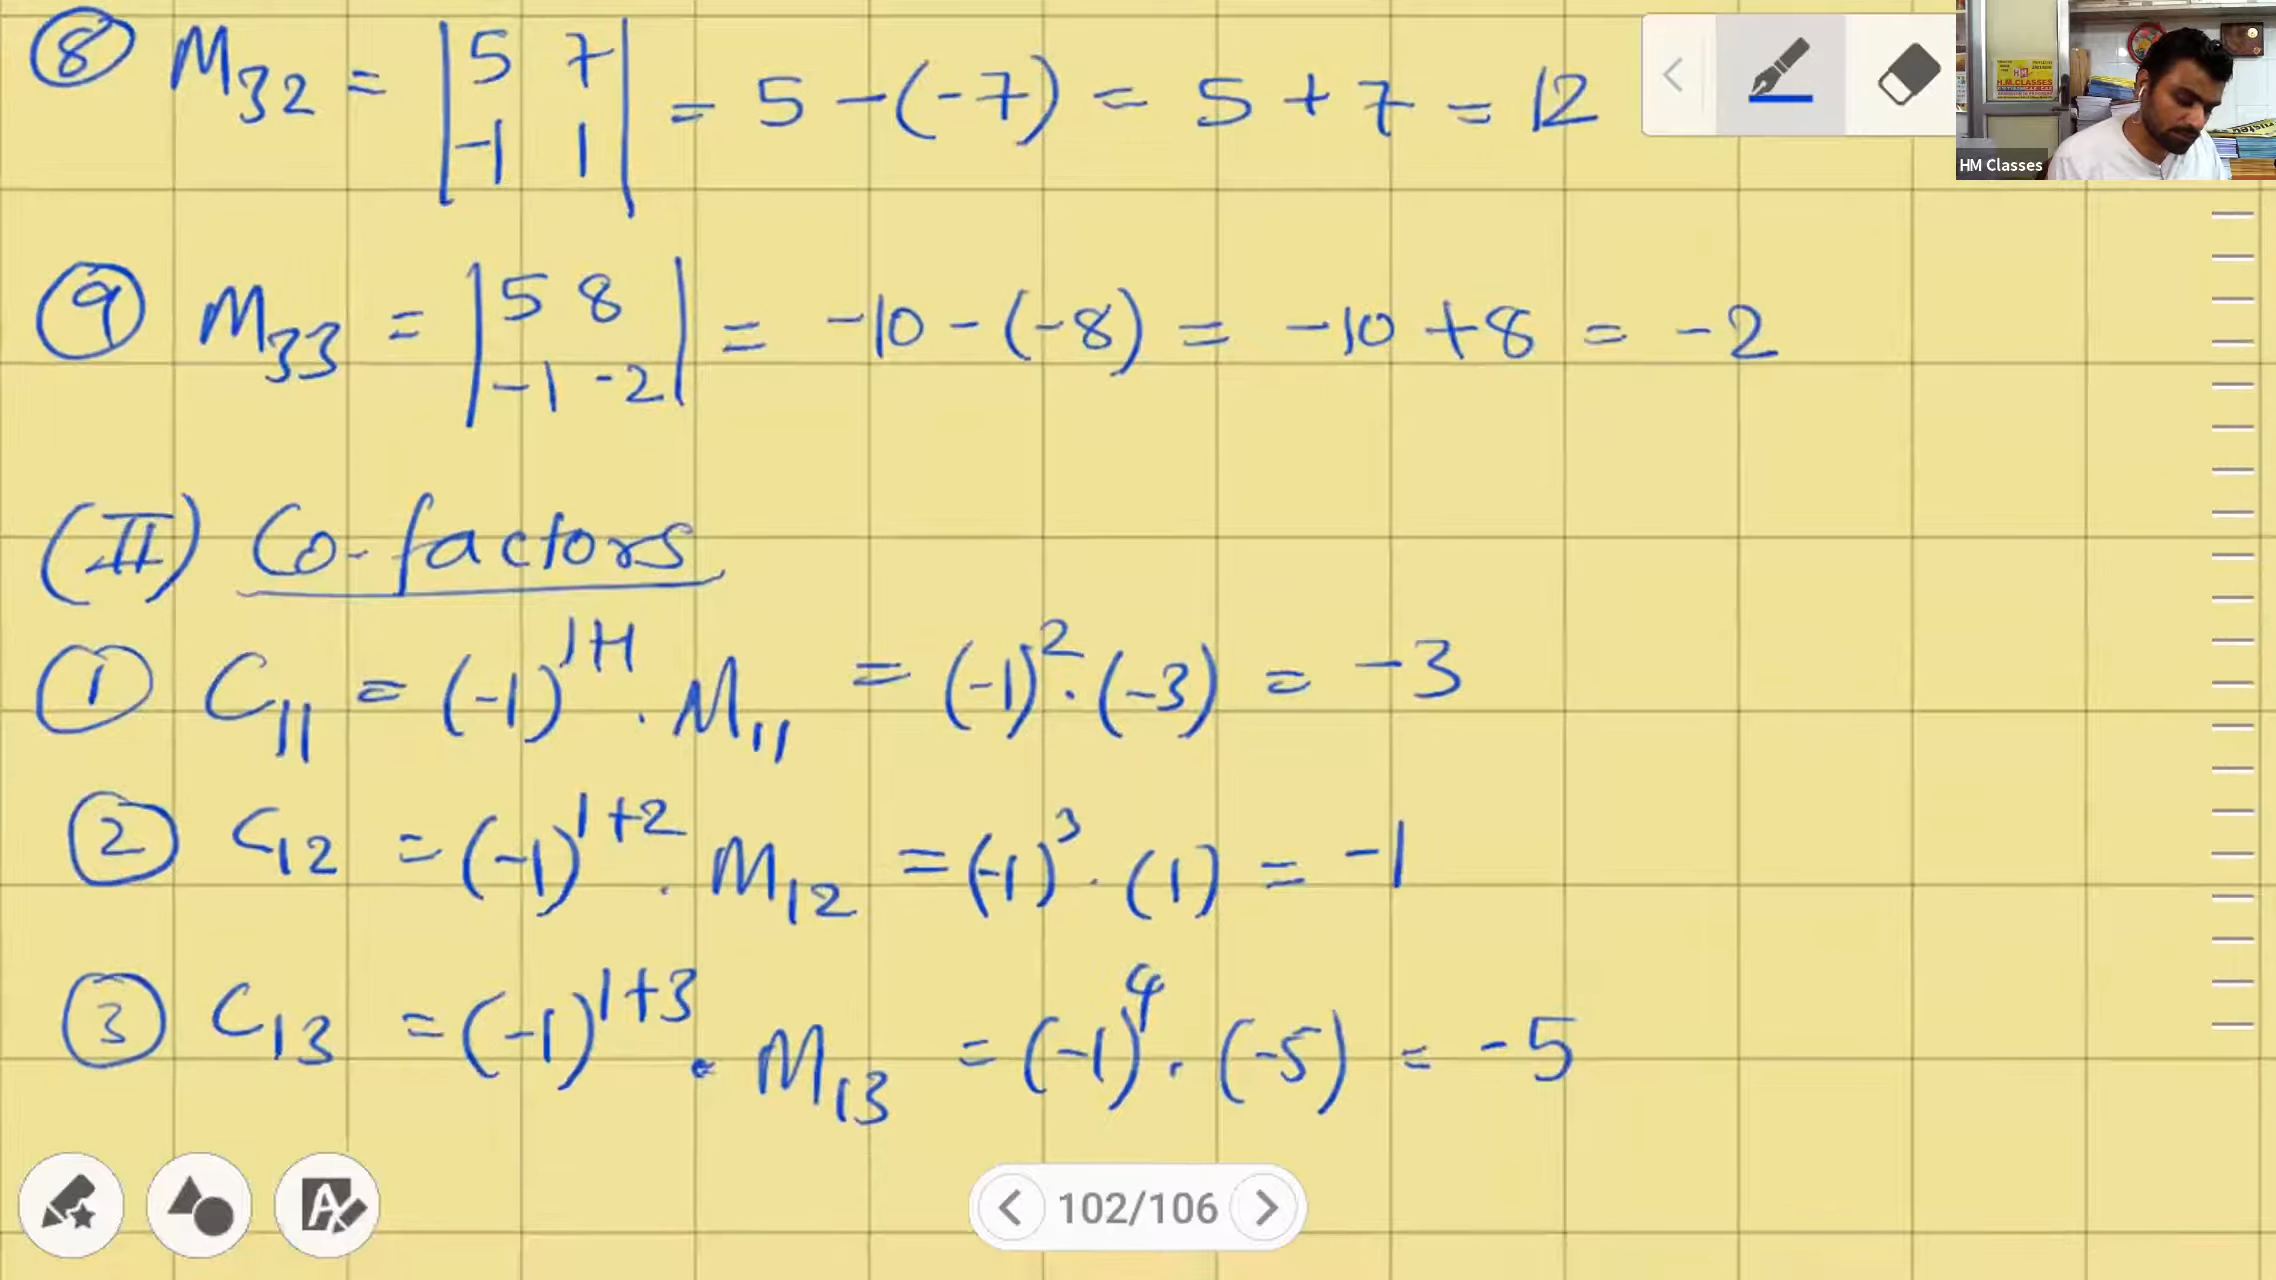 ⑧ M₃₂ = |5 7| = 5 - (-7) = 5 + 7 = 12
|-1 1|
⑨ M₃₃ = |5 8| = -10 - (-8) = -10 + 8 = -2
|-1 -2|
(II) Co-factors
① C₁₁ = (-1)¹⁺¹ . M₁₁ = (-1)² . (-3) = -3
② C₁₂ = (-1)¹⁺² . M₁₂ = (-1)³ . (1) = -1
③ C₁₃ = (-1)¹⁺³ . M₁₃ = (-1)⁴ . (-5) = -5
102/106
H.M.CLASSES
HM Classes